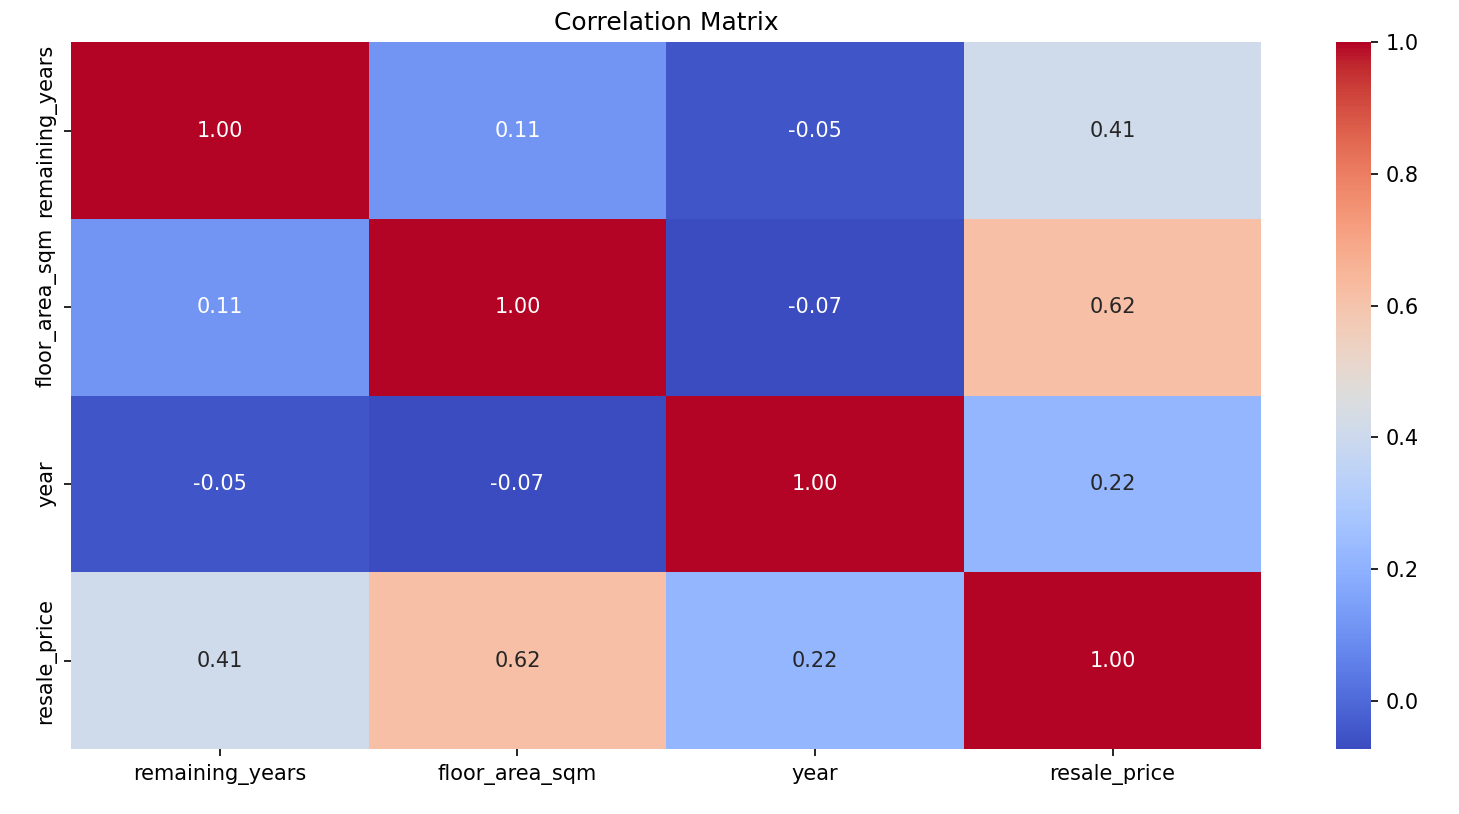 Correlation Matrix
remaining_years
1.00 0.11 -0.05 0.41
floor_area_sqm
0.11 1.00 -0.07 0.62
year
-0.05 -0.07 1.00 0.22
resale_price
0.41 0.62 0.22 1.00
remaining_years floor_area_sqm year resale_price
1.0
0.8
0.6
0.4
0.2
0.0